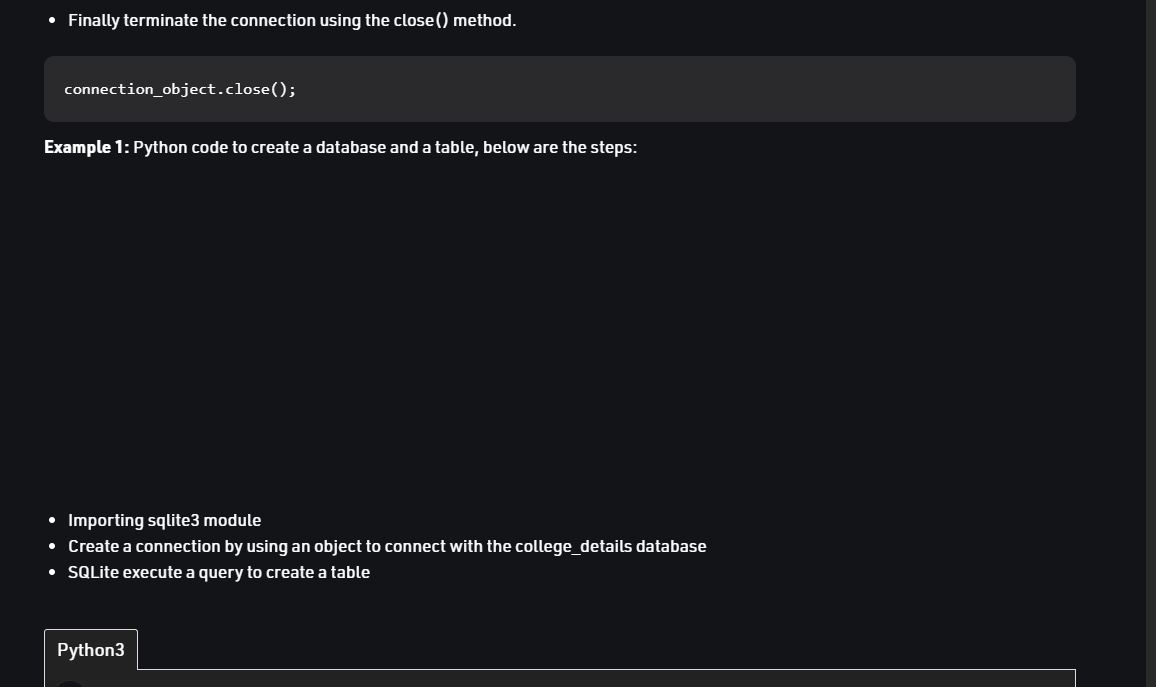 Finally terminate the connection using the close() method.
connection_object.close();
Example 1: Python code to create a database and a table, below are the steps:
Importing sqlite3 module
Create a connection by using an object to connect with the college_details database
SQLite execute a query to create a table
Python3